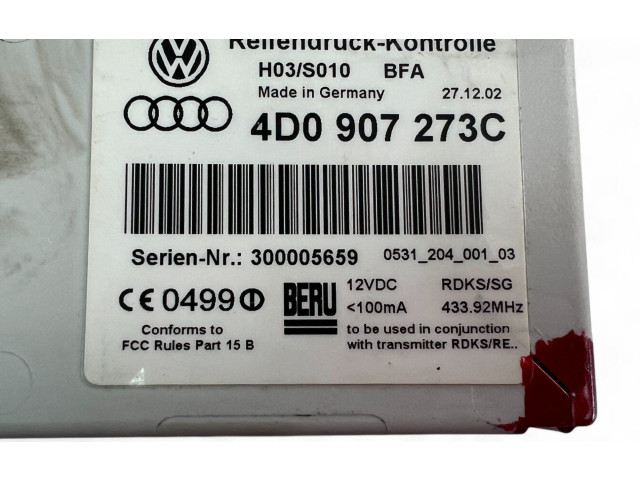 Reifendruck-Kontrolle
H03/S010 BFA
Made in Germany 27.12.02
4D0 907 273C
Serien-Nr.: 300005659 0531_204_001_03
CE 0499 BERU 12VDC RDKS/SG
<100mA 433.92MHz
Conforms to
FCC Rules Part 15 B
to be used in conjunction
with transmitter RDKS/RE..